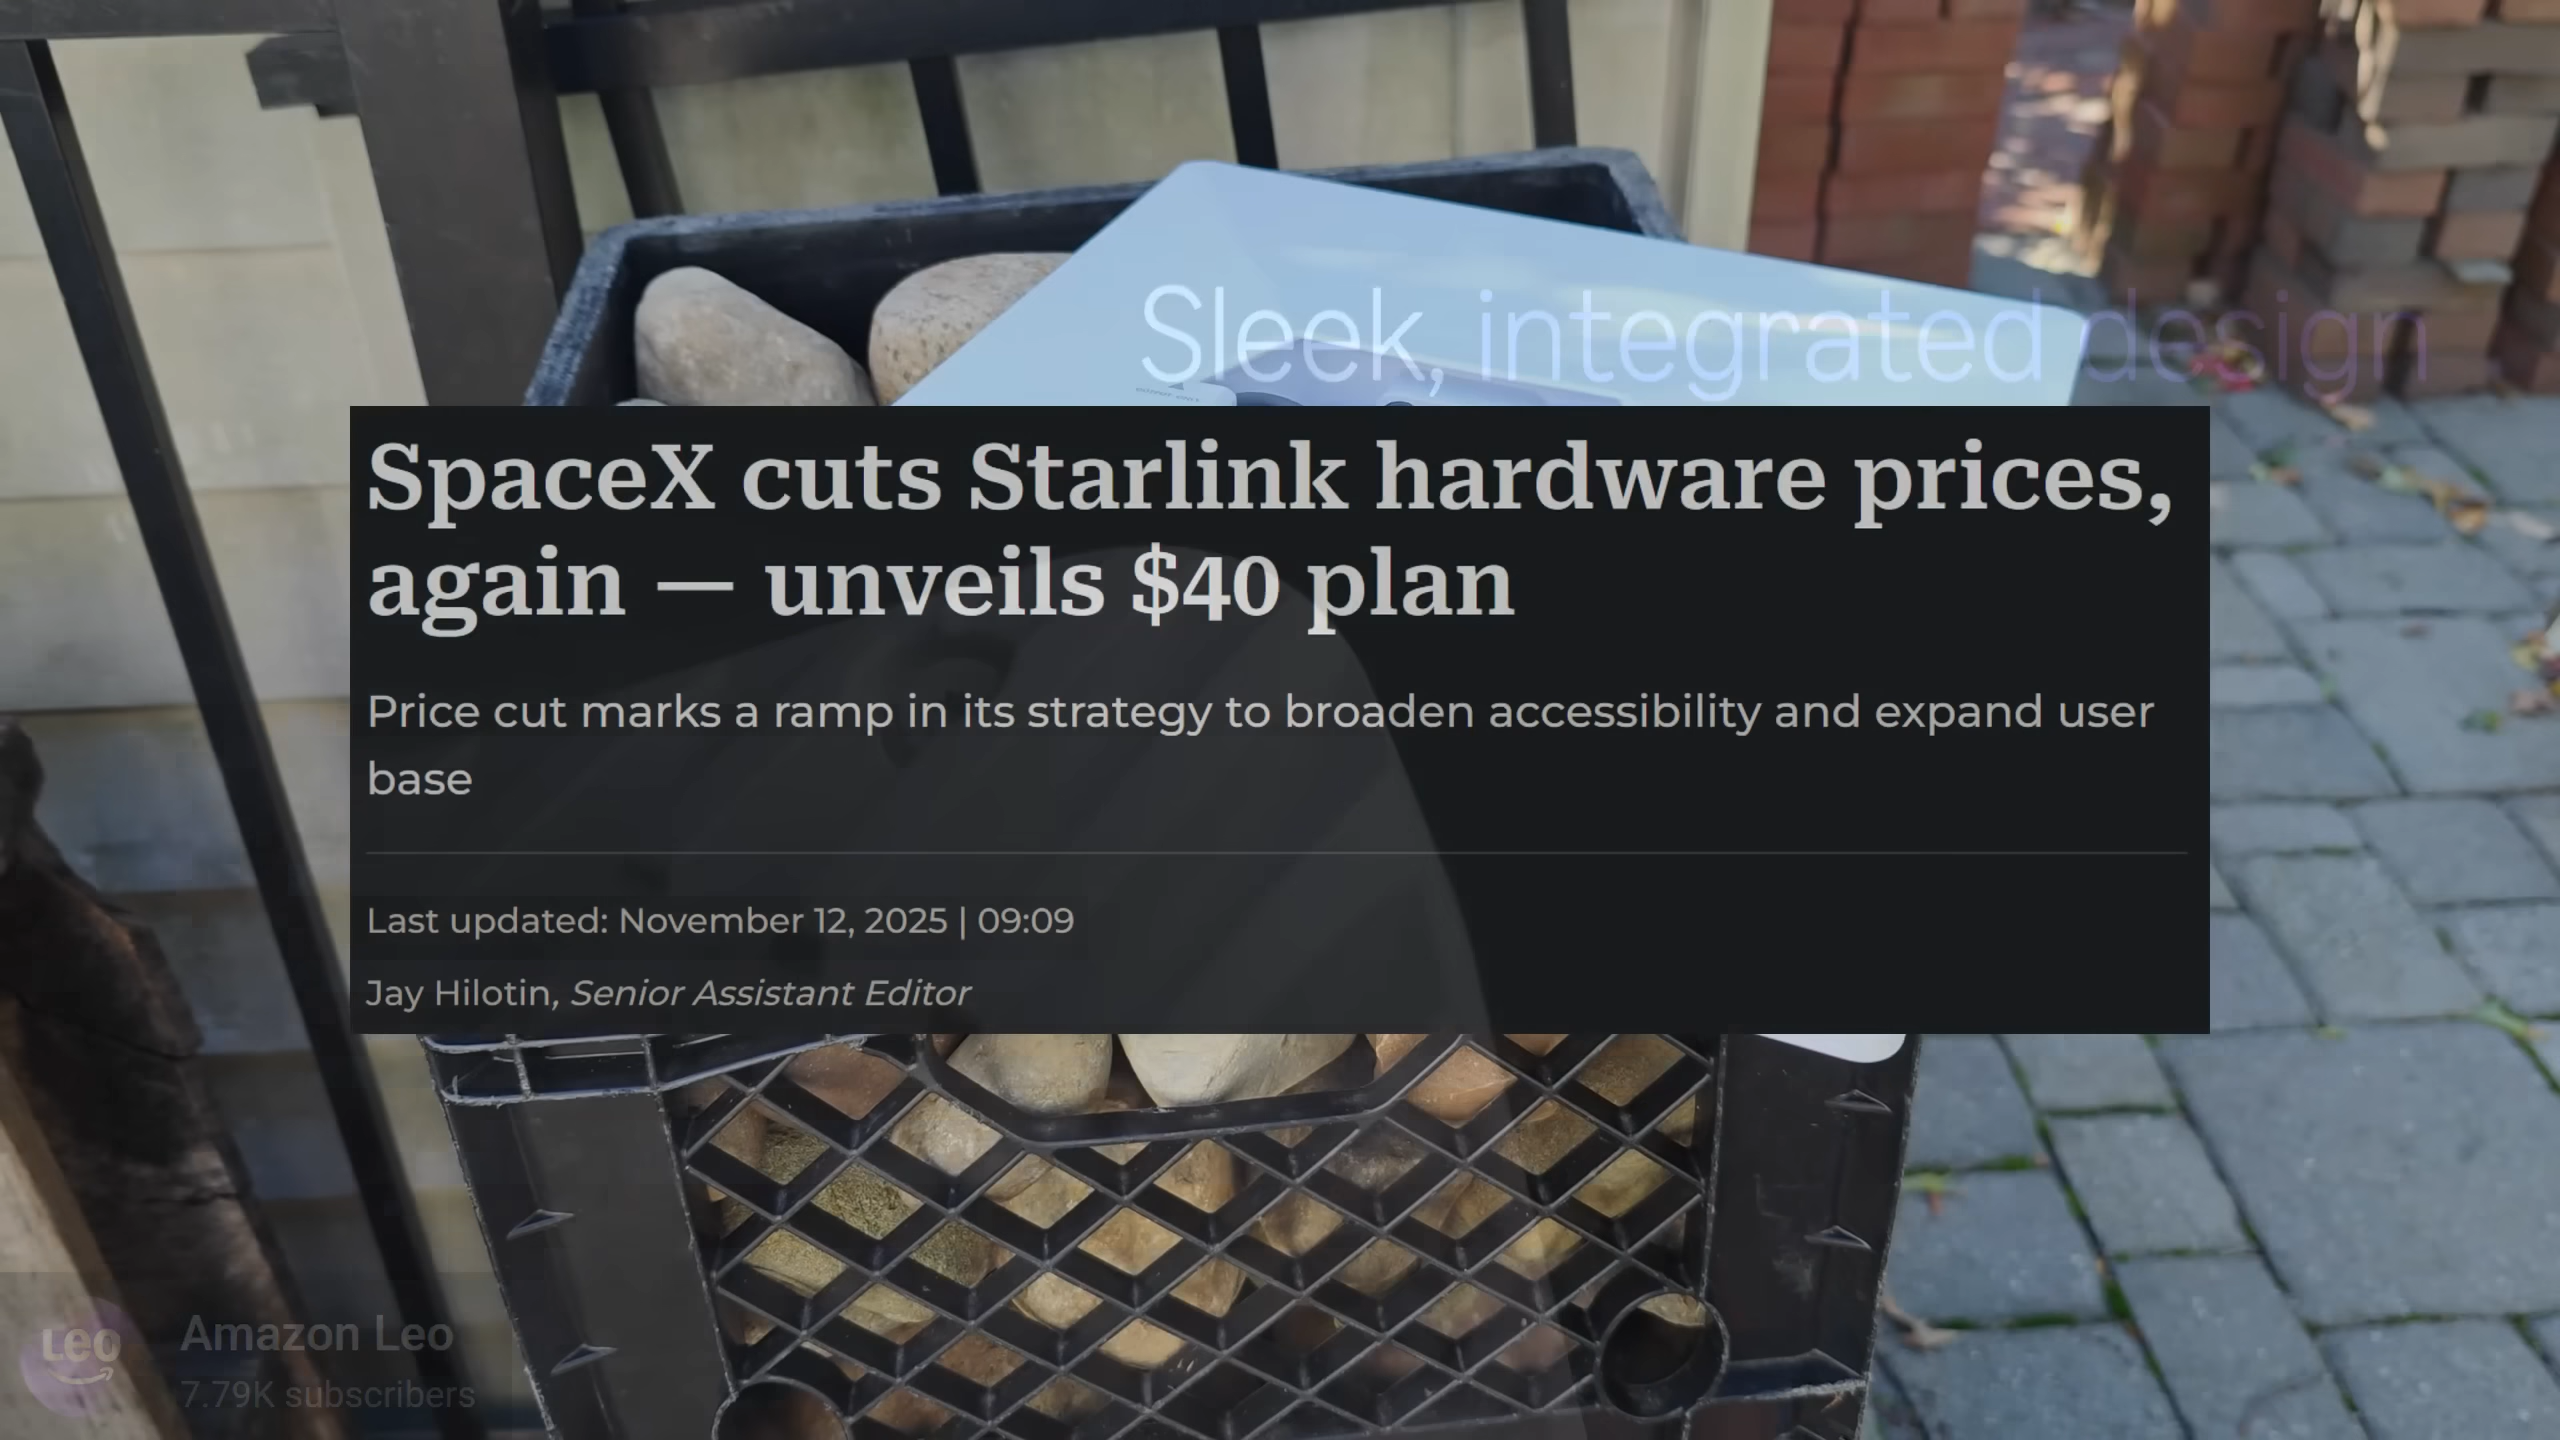 Sleek, integrated design
SpaceX cuts Starlink hardware prices,
again — unveils $40 plan
Price cut marks a ramp in its strategy to broaden accessibility and expand user
base
Last updated: November 12, 2025 | 09:09
Jay Hilotin, Senior Assistant Editor
Leo
Amazon Leo
7.79K subscribers